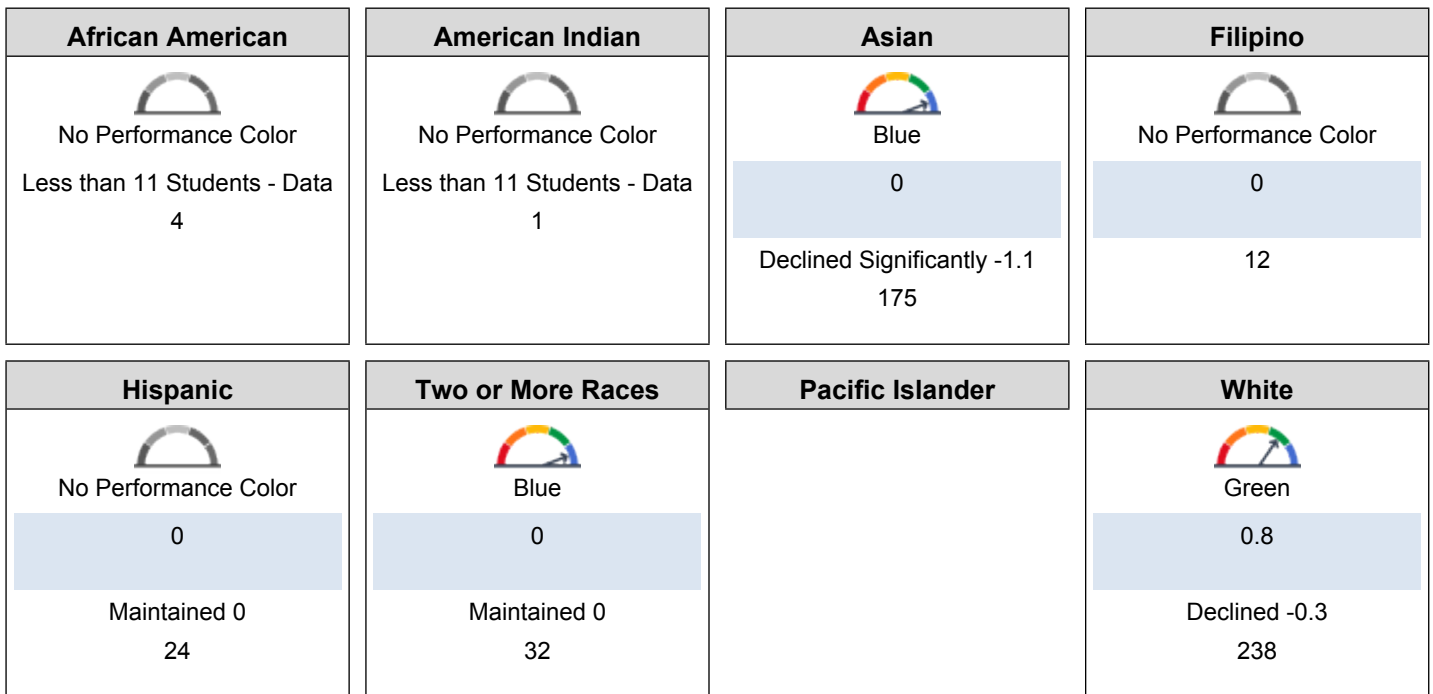 African American
No Performance Color
Less than 11 Students - Data
4
American Indian
No Performance Color
Less than 11 Students - Data
1
Asian
Blue
0
Declined Significantly -1.1
175
Filipino
No Performance Color
0
12
Hispanic
No Performance Color
0
Maintained 0
24
Two or More Races
Blue
0
Maintained 0
32
Pacific Islander
White
Green
0.8
Declined -0.3
238